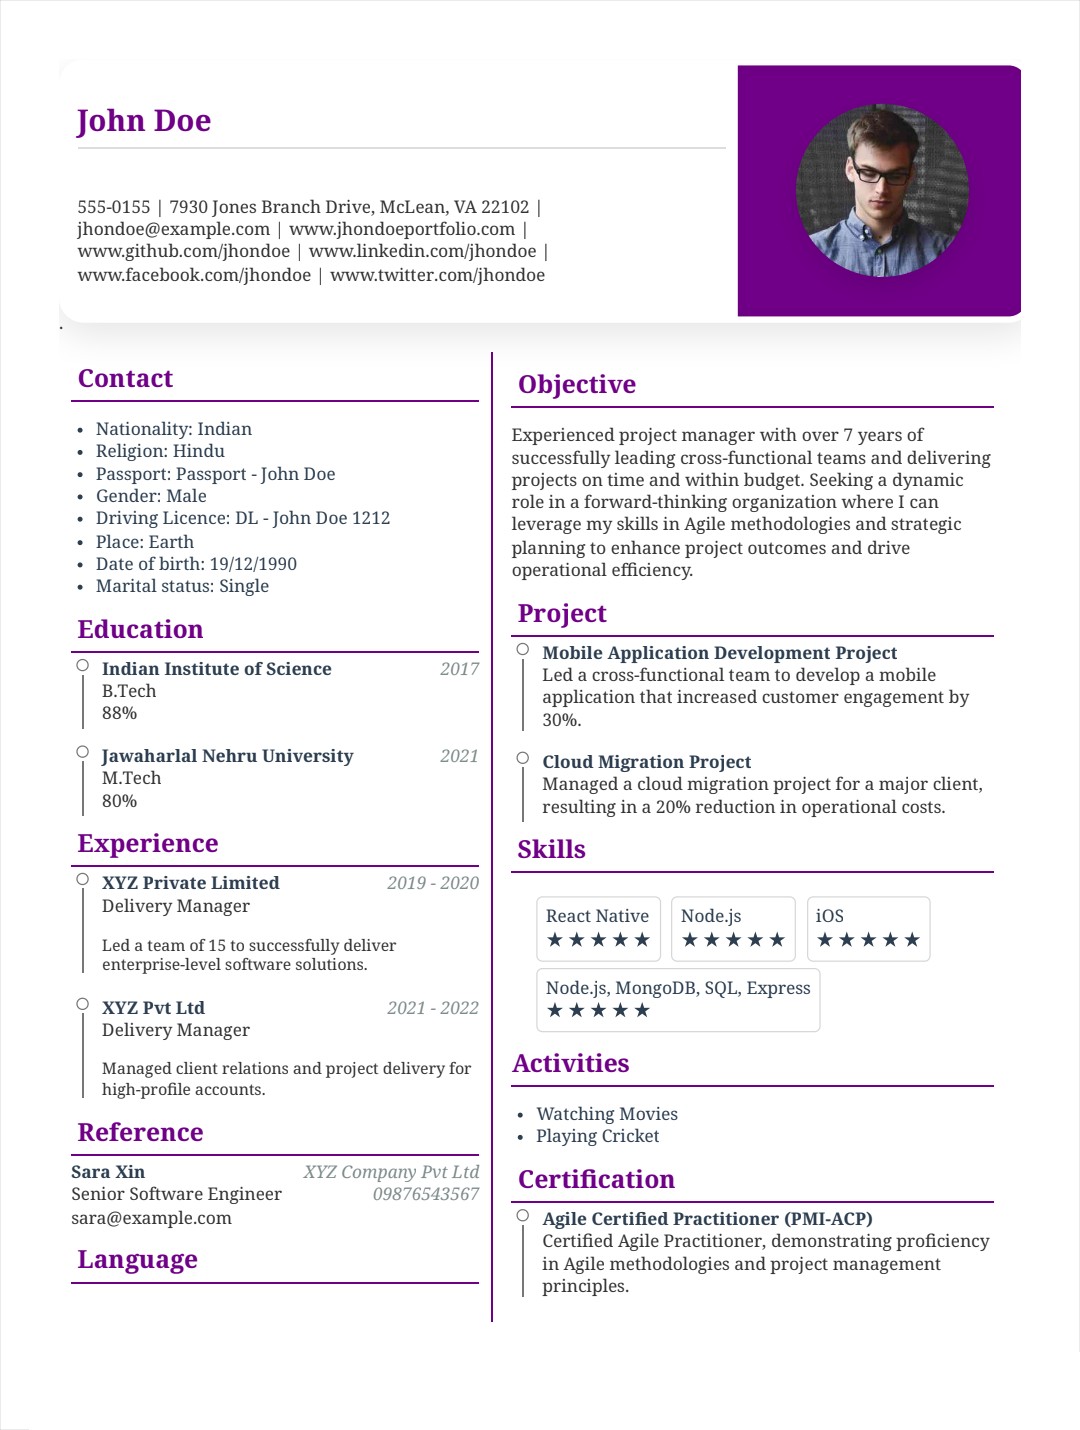 John Doe
555-0155 | 7930 Jones Branch Drive, McLean, VA 22102 |
jhondoe@example.com | www.jhondoeportfolio.com |
www.github.com/jhondoe | www.linkedin.com/jhondoe |
www.facebook.com/jhondoe | www.twitter.com/jhondoe
.
Contact
• Nationality: Indian
• Religion: Hindu
• Passport: Passport - John Doe
• Gender: Male
• Driving Licence: DL - John Doe 1212
• Place: Earth
• Date of birth: 19/12/1990
• Marital status: Single
Education
Indian Institute of Science 2017
B.Tech
88%
Jawaharlal Nehru University 2021
M.Tech
80%
Experience
XYZ Private Limited 2019 - 2020
Delivery Manager
Led a team of 15 to successfully deliver
enterprise-level software solutions.
XYZ Pvt Ltd 2021 - 2022
Delivery Manager
Managed client relations and project delivery for
high-profile accounts.
Reference
Sara Xin XYZ Company Pvt Ltd
Senior Software Engineer 09876543567
sara@example.com
Language
Objective
Experienced project manager with over 7 years of
successfully leading cross-functional teams and delivering
projects on time and within budget. Seeking a dynamic
role in a forward-thinking organization where I can
leverage my skills in Agile methodologies and strategic
planning to enhance project outcomes and drive
operational efficiency.
Project
Mobile Application Development Project
Led a cross-functional team to develop a mobile
application that increased customer engagement by
30%.
Cloud Migration Project
Managed a cloud migration project for a major client,
resulting in a 20% reduction in operational costs.
Skills
React Native Node.js iOS
★★★★★ ★★★★★ ★★★★★
Node.js, MongoDB, SQL, Express
★★★★★
Activities
• Watching Movies
• Playing Cricket
Certification
Agile Certified Practitioner (PMI-ACP)
Certified Agile Practitioner, demonstrating proficiency
in Agile methodologies and project management
principles.